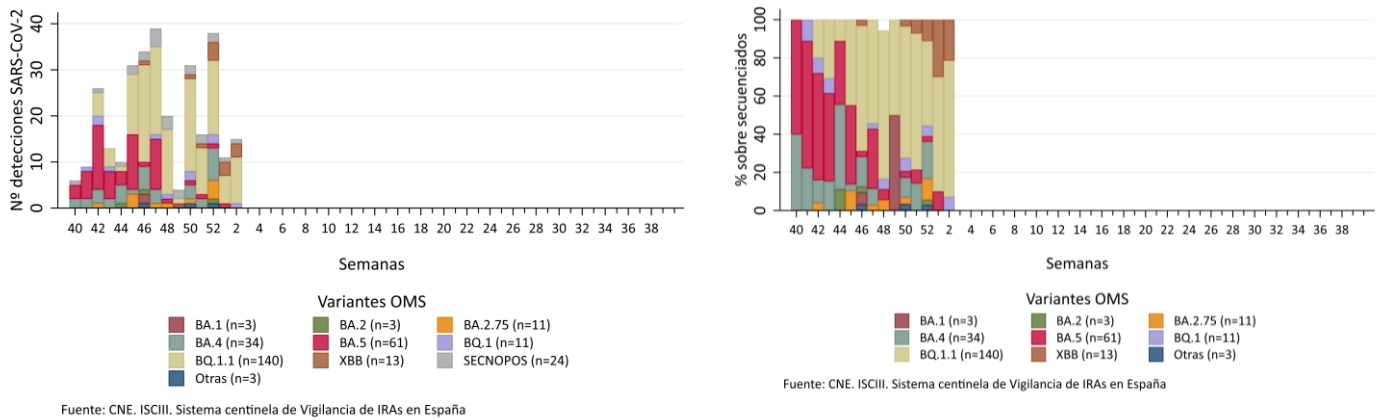 Nº detecciones SARS-CoV-2
40
30
20
10
0
40 42 44 46 48 50 52 2 4 6 8 10 12 14 16 18 20 22 24 26 28 30 32 34 36 38
Semanas
Variantes OMS
BA.1 (n=3) BA.2 (n=3) BA.2.75 (n=11)
BA.4 (n=34) BA.5 (n=61) BQ.1 (n=11)
BQ.1.1 (n=140) XBB (n=13) SECNOPOS (n=24)
Otras (n=3)
Fuente: CNE. ISCIII. Sistema centinela de Vigilancia de IRAs en España
% sobre secuenciados
100
80
60
40
20
0
40 42 44 46 48 50 52 2 4 6 8 10 12 14 16 18 20 22 24 26 28 30 32 34 36 38
Semanas
Variantes OMS
BA.1 (n=3) BA.2 (n=3) BA.2.75 (n=11)
BA.4 (n=34) BA.5 (n=61) BQ.1 (n=11)
BQ.1.1 (n=140) XBB (n=13) Otras (n=3)
Fuente: CNE. ISCIII. Sistema centinela de Vigilancia de IRAs en España